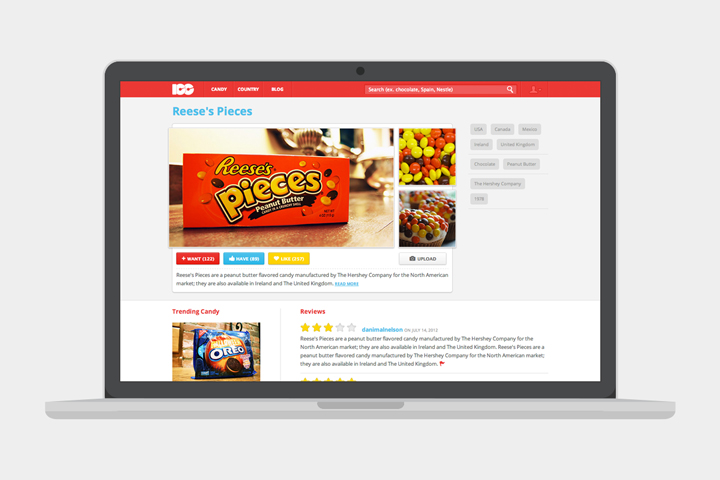 ICC
CANDY COUNTRY BLOG
Search (ex. chocolate, Spain, Nestle)
Reese's Pieces
Reese's
Pieces
Peanut Butter
CANDY IN A CRUNCHY SHELL
USA Canada Mexico
Ireland United Kingdom
Chocolate Peanut Butter
The Hershey Company
1978
+ WANT (122) HAVE (89) LIKE (757) UPLOAD
Reese's Pieces are a peanut butter flavored candy manufactured by The Hershey Company for the North American
market; they are also available in Ireland and The United Kingdom. READ MORE
Trending Candy
OREO
Reviews
danimalnelson ON JULY 14, 2012
Reese's Pieces are a peanut butter flavored candy manufactured by The Hershey Company for the
North American market; they are also available in Ireland and The United Kingdom. Reese's Pieces are a
peanut butter flavored candy manufactured by The Hershey Company for the North American market;
they are also available in Ireland and The United Kingdom.